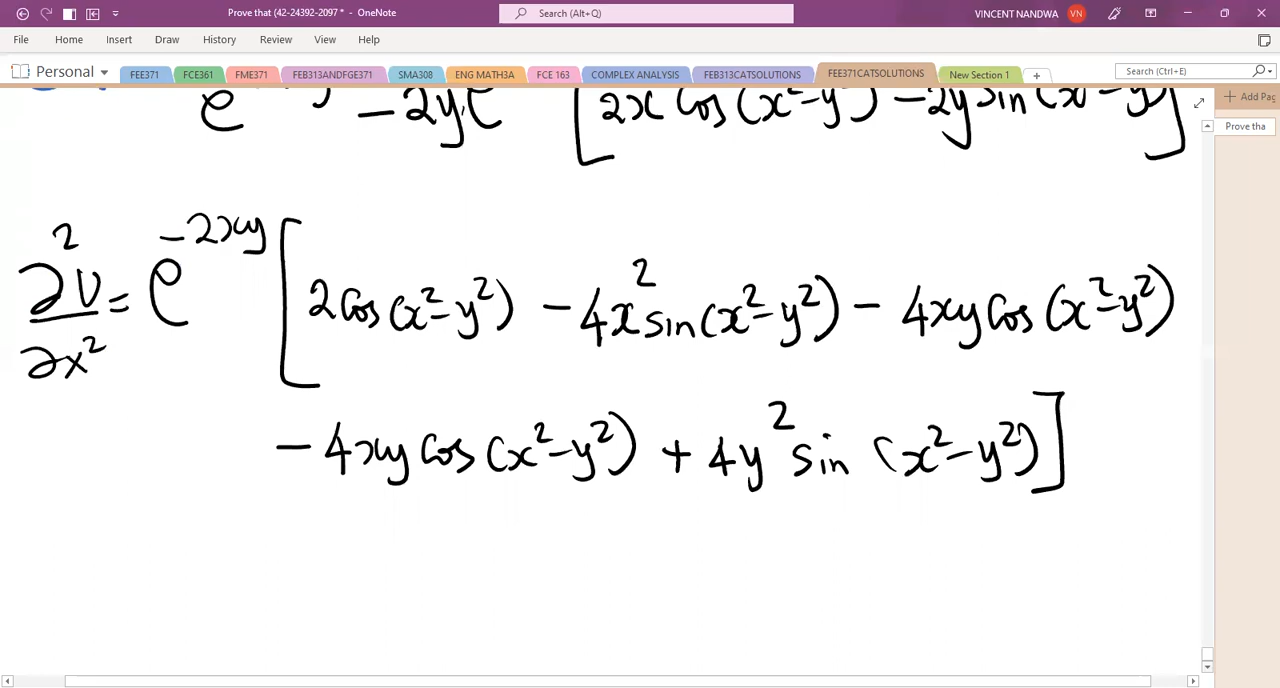 Prove that (42-24392-2097 * - OneNote
Search (Alt+Q)
VINCENT NANDWA VN
File Home Insert Draw History Review View Help
Personal FEE371 FCE361 FME371 FEB313ANDFGE371 SMA308 ENG MATH3A FCE 163 COMPLEX ANALYSIS FEB313CATSOLUTIONS FEE371CATSOLUTIONS New Section 1 + Search (Ctrl+E)
+ Add Pag
Prove tha
e - 2ye [2x cos(x² - y²) - 2y sin(x² - y²)]
∂²V/∂x² = e^(-2xy) [2cos(x² - y²) - 4x² sin(x² - y²) - 4xy cos(x² - y²)
- 4xy cos(x² - y²) + 4y² sin(x² - y²)]